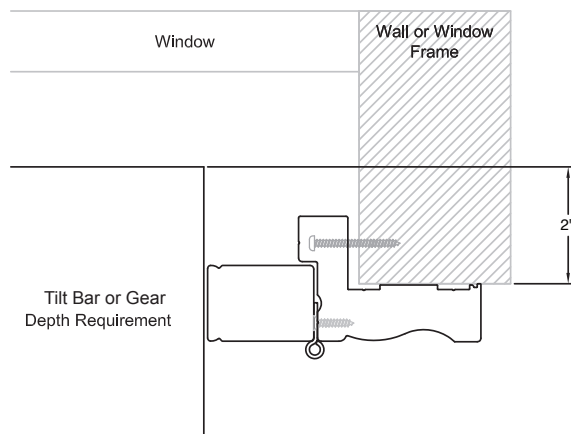 Window
Wall or Window
Frame
2"
Tilt Bar or Gear
Depth Requirement